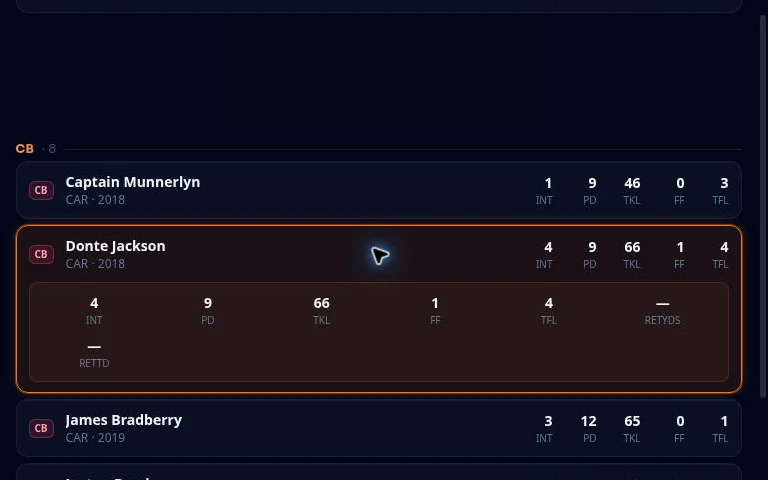 CB · 8
CB Captain Munnerlyn 1 9 46 0 3
CAR · 2018 INT PD TKL FF TFL
CB Donte Jackson 4 9 66 1 4
CAR · 2018 INT PD TKL FF TFL
4 9 66 1 4 —
INT PD TKL FF TFL RETYDS
—
RETTD
CB James Bradberry 3 12 65 0 1
CAR · 2019 INT PD TKL FF TFL